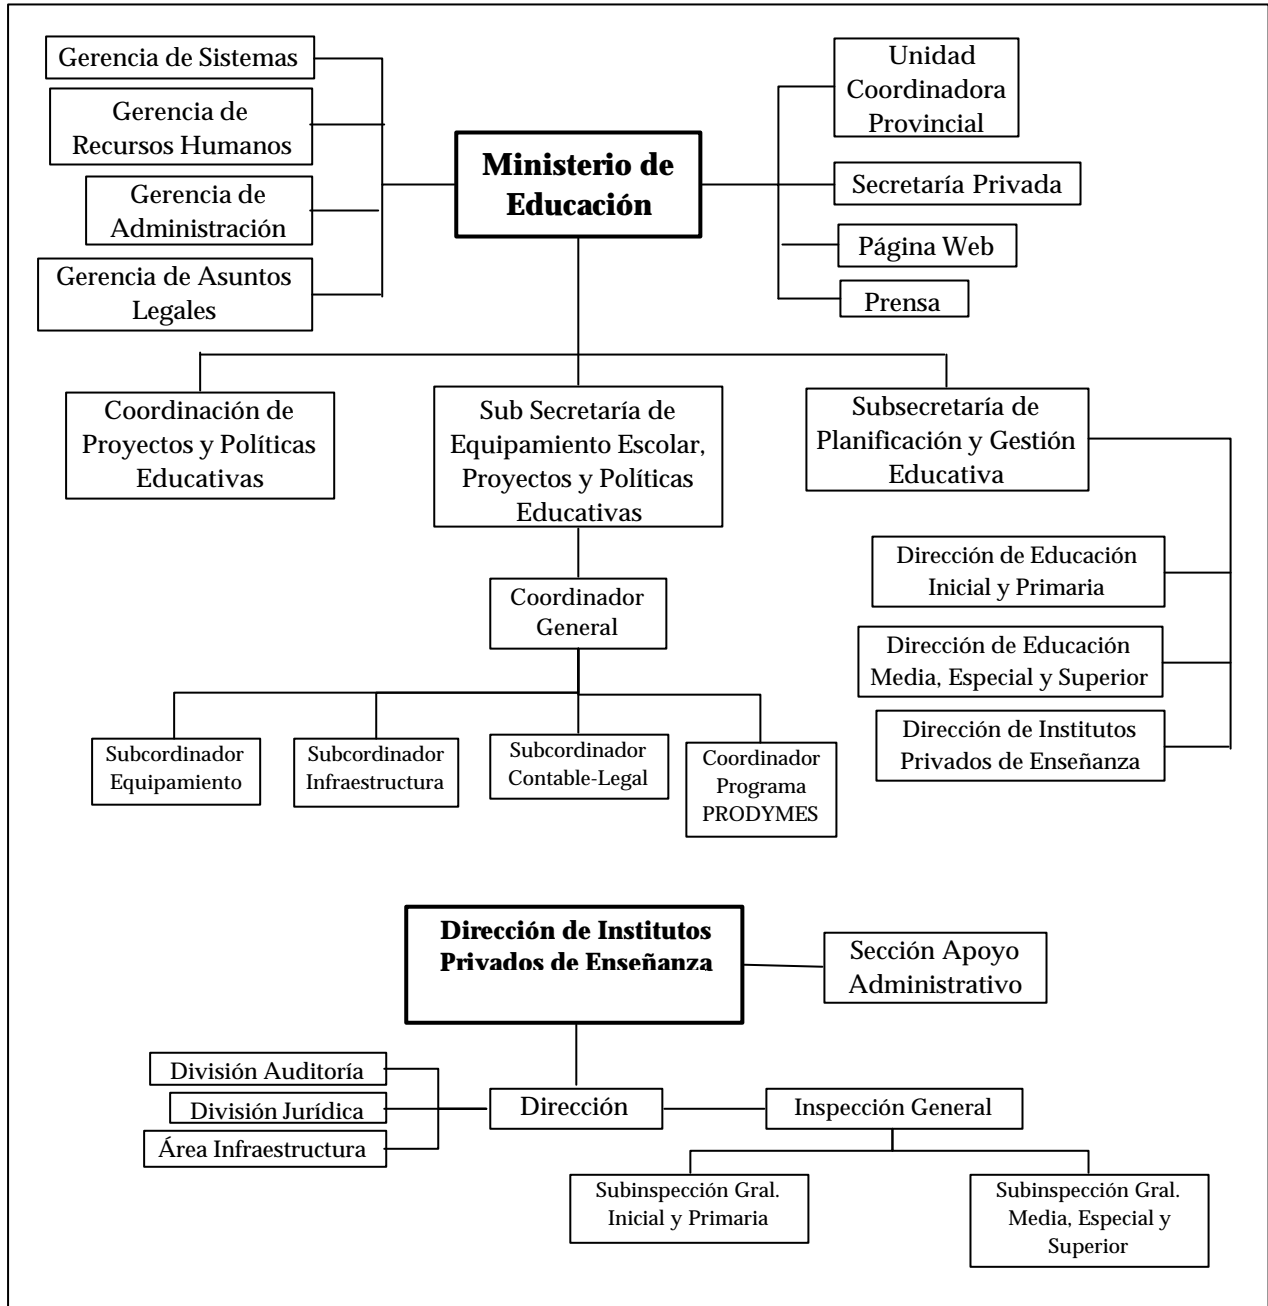 Gerencia de Sistemas
Gerencia de
Recursos Humanos
Gerencia de
Administración
Gerencia de Asuntos
Legales
Ministerio de
Educación
Unidad
Coordinadora
Provincial
Secretaría Privada
Página Web
Prensa
Coordinación de
Proyectos y Políticas
Educativas
Sub Secretaría de
Equipamiento Escolar,
Proyectos y Políticas
Educativas
Subsecretaría de
Planificación y Gestión
Educativa
Dirección de Educación
Inicial y Primaria
Dirección de Educación
Media, Especial y Superior
Dirección de Institutos
Privados de Enseñanza
Coordinador
General
Subcordinador
Equipamiento
Subcordinador
Infraestructura
Subcordinador
Contable-Legal
Coordinador
Programa
PRODYMES
Dirección de Institutos
Privados de Enseñanza
Sección Apoyo
Administrativo
División Auditoría
División Jurídica
Área Infraestructura
Dirección
Inspección General
Subinspección Gral.
Inicial y Primaria
Subinspección Gral.
Media, Especial y
Superior